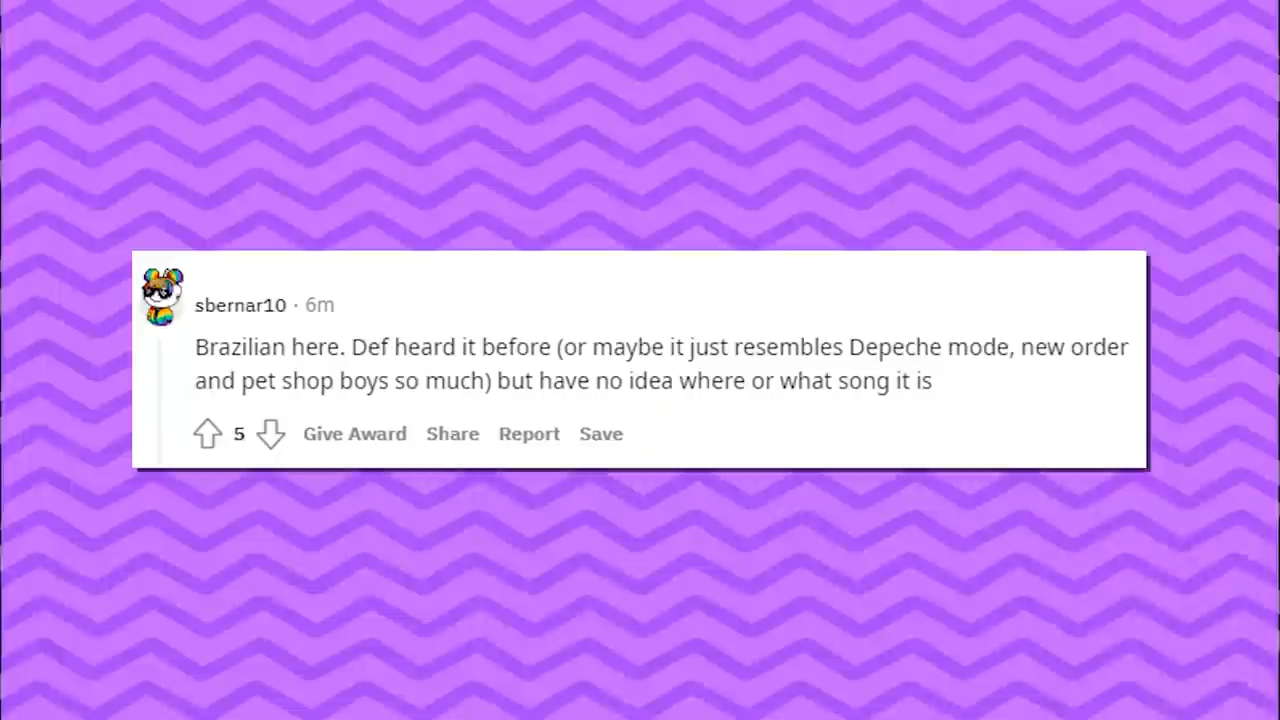 sbernar10 · 6m
Brazilian here. Def heard it before (or maybe it just resembles Depeche mode, new order
and pet shop boys so much) but have no idea where or what song it is
5 Give Award Share Report Save